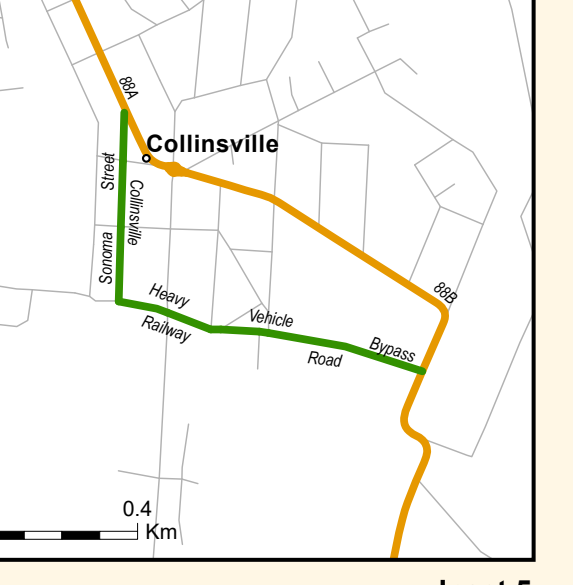 88A
Collinsville
Street
Collinsville
Sonoma
Heavy
Railway
Vehicle
Road
Bypass
88B
0.4
Km